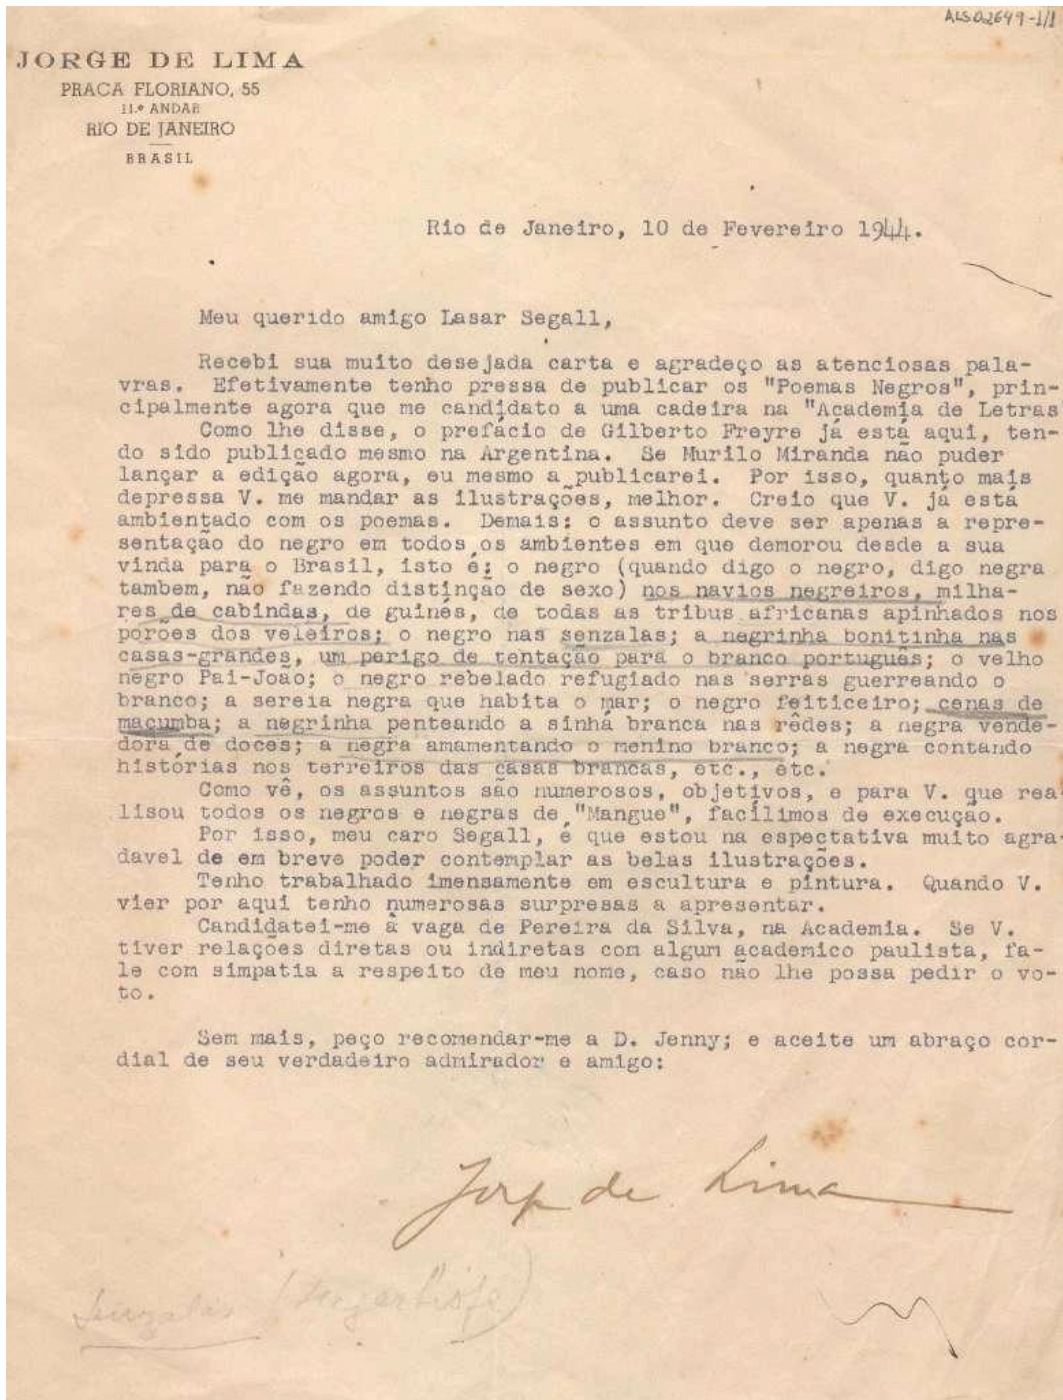 ALS02649-1/1
JORGE DE LIMA
PRACA FLORIANO, 55
11.º ANDAR
RIO DE JANEIRO
BRASIL
Rio de Janeiro, 10 de Fevereiro 1944.
Meu querido amigo Lasar Segall,
Recebi sua muito desejada carta e agradeço as atenciosas pala-
vras. Efetivamente tenho pressa de publicar os "Poemas Negros", prin-
cipalmente agora que me candidato a uma cadeira na "Academia de Letras
Como lhe disse, o prefácio de Gilberto Freyre já está aqui, ten-
do sido publicado mesmo na Argentina. Se Murilo Miranda não puder
lançar a edição agora, eu mesmo a publicarei. Por isso, quanto mais
depressa V. me mandar as ilustrações, melhor. Creio que V. já está
ambientado com os poemas. Demais: o assunto deve ser apenas a repre-
sentação do negro em todos os ambientes em que demorou desde a sua
vinda para o Brasil, isto é: o negro (quando digo o negro, digo negra
tambem, não fazendo distinção de sexo) nos navios negreiros, milha-
res de cabindas, de guinés, de todas as tribus africanas apinhados nos
porões dos veleiros; o negro nas senzalas; a negrinha bonitinha nas
casas-grandes, um perigo de tentação para o branco português; o velho
negro Pai-João; o negro rebelado refugiado nas serras guerreando o
branco; a sereia negra que habita o mar; o negro feiticeiro; cenas de
macumba; a negrinha penteando a sinhá branca nas rêdes; a negra vende-
dora de doces; a negra amamentando o menino branco; a negra contando
histórias nos terreiros das casas brancas, etc., etc.
Como vê, os assuntos são numerosos, objetivos, e para V. que rea
lisou todos os negros e negras de "Mangue", facílimos de execução.
Por isso, meu caro Segall, é que estou na espectativa muito agra-
davel de em breve poder contemplar as belas ilustrações.
Tenho trabalhado imensamente em escultura e pintura. Quando V.
vier por aqui tenho numerosas surpresas a apresentar.
Candidatei-me à vaga de Pereira da Silva, na Academia. Se V.
tiver relações diretas ou indiretas com algun academico paulista, fa-
le com simpatia a respeito de meu nome, caso não lhe possa pedir o vo-
to.
Sem mais, peço recomendar-me a D. Jenny; e aceite um abraço cor-
dial de seu verdadeiro admirador e amigo:
Jorge de Lima